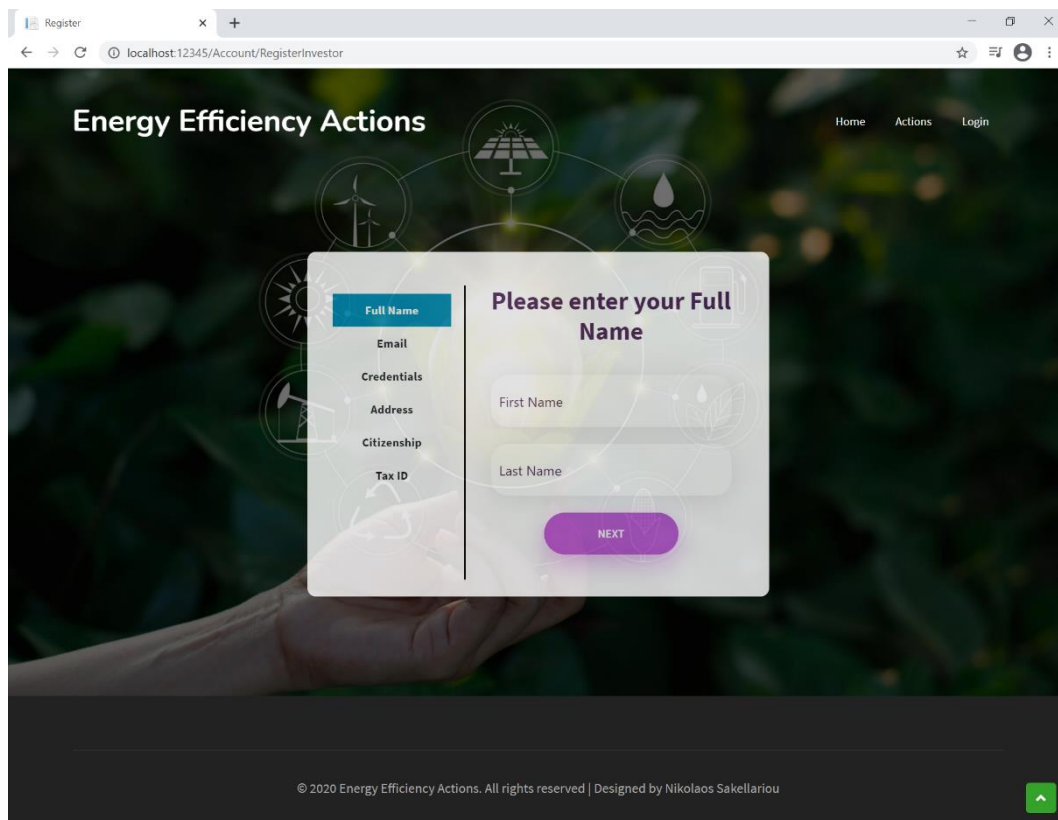 Register
localhost:12345/Account/RegisterInvestor
Energy Efficiency Actions
Home Actions Login
Full Name
Email
Credentials
Address
Citizenship
Tax ID
Please enter your Full
Name
First Name
Last Name
NEXT
© 2020 Energy Efficiency Actions. All rights reserved | Designed by Nikolaos Sakellariou